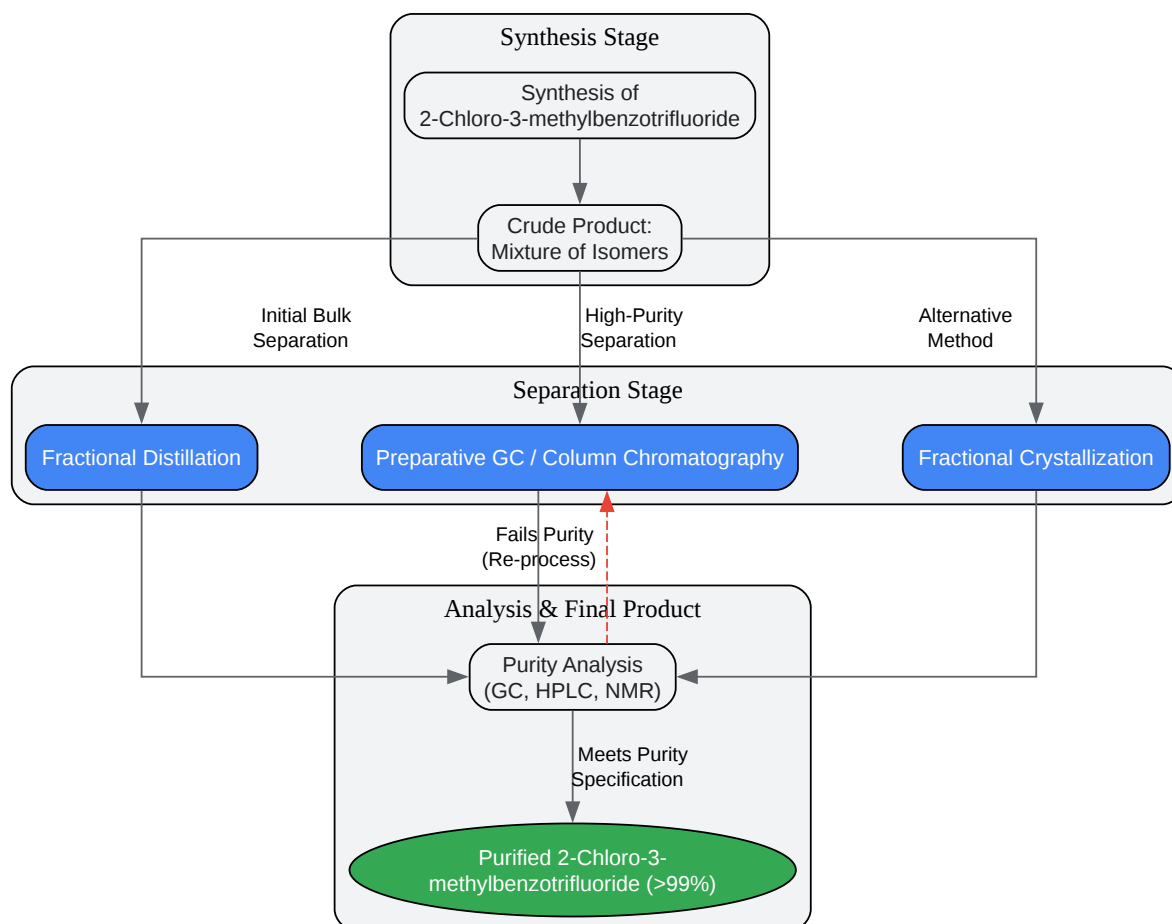 Synthesis Stage
Synthesis of
2-Chloro-3-methylbenzotrifluoride
Crude Product:
Mixture of Isomers
Initial Bulk
Separation
High-Purity
Separation
Alternative
Method
Separation Stage
Fractional Distillation
Preparative GC / Column Chromatography
Fractional Crystallization
Fails Purity
(Re-process)
Analysis & Final Product
Purity Analysis
(GC, HPLC, NMR)
Meets Purity
Specification
Purified 2-Chloro-3-
methylbenzotrifluoride (>99%)